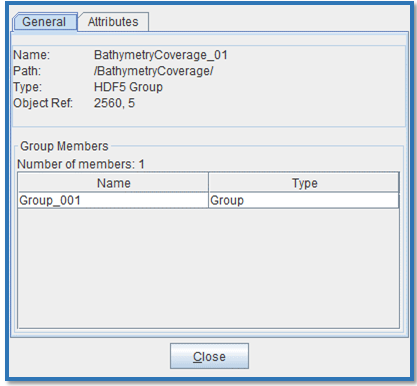 General Attributes
Name: BathymetryCoverage_01
Path: /BathymetryCoverage/
Type: HDF5 Group
Object Ref: 2560, 5
Group Members
Number of members: 1
Name Type
Group_001 Group
Close